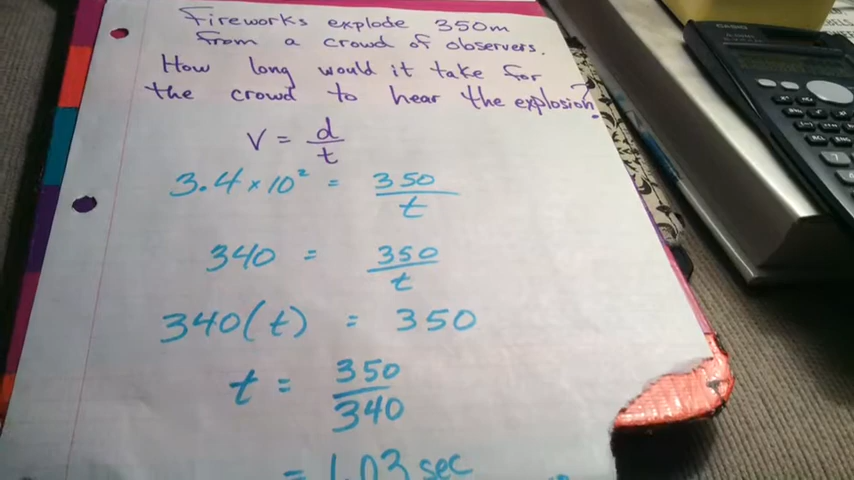 Fireworks explode 350m
from a crowd of observers.
How long would it take for
the crowd to hear the explosion?
V = d/t
3.4 × 10² = 350/t
340 = 350/t
340(t) = 350
t = 350/340
= 1.03 sec
CASIO